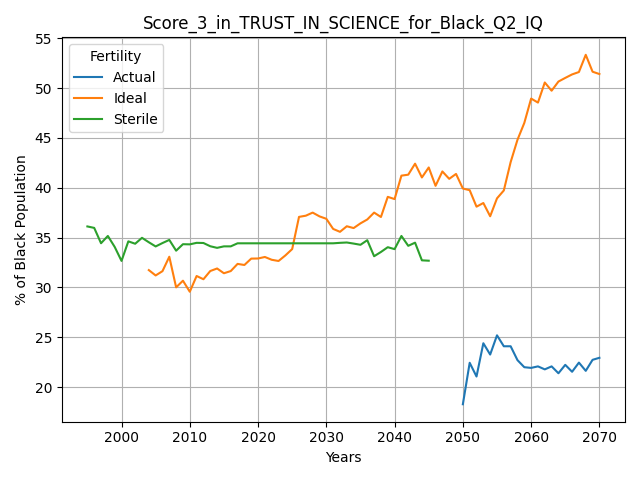 Score_3_in_TRUST_IN_SCIENCE_for_Black_Q2_IQ
Fertility
Actual
Ideal
Sterile
% of Black Population
55
50
45
40
35
30
25
20
2000 2010 2020 2030 2040 2050 2060 2070
Years